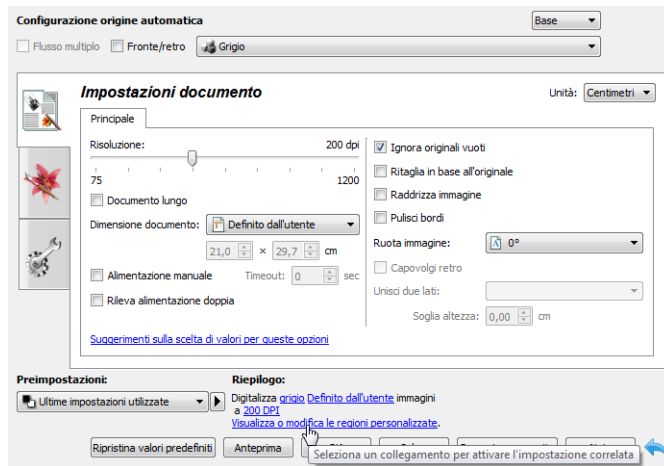 Configurazione origine automatica
Base
Flusso multiplo
Fronte/retro
Grigio
Impostazioni documento
Unità:
Centimetri
Principale
Risoluzione:
200 dpi
75
1200
Documento lungo
Dimensione documento:
Definito dall'utente
21,0 × 29,7 cm
Alimentazione manuale
Timeout: 0 sec
Rileva alimentazione doppia
Suggerimenti sulla scelta di valori per queste opzioni
Ignora originali vuoti
Ritaglia in base all'originale
Raddrizza immagine
Pulisci bordi
Ruota immagine:
A 0°
Capovolgi retro
Unisci due lati:
Soglia altezza: 0,00 cm
Preimpostazioni:
Ultime impostazioni utilizzate
Riepilogo:
Digitalizza grigio Definito dall'utente immagini
a 200 DPI
Visualizza o modifica le regioni personalizzate.
Ripristina valori predefiniti
Anteprima
Seleziona un collegamento per attivare l'impostazione correlata